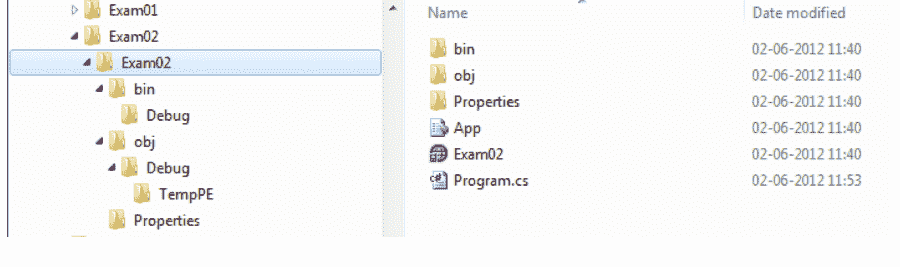 Exam01
Exam02
Exam02
bin
Debug
obj
Debug
TempPE
Properties
Name Date modified
bin 02-06-2012 11:40
obj 02-06-2012 11:40
Properties 02-06-2012 11:40
App 02-06-2012 11:40
Exam02 02-06-2012 11:40
Program.cs 02-06-2012 11:53